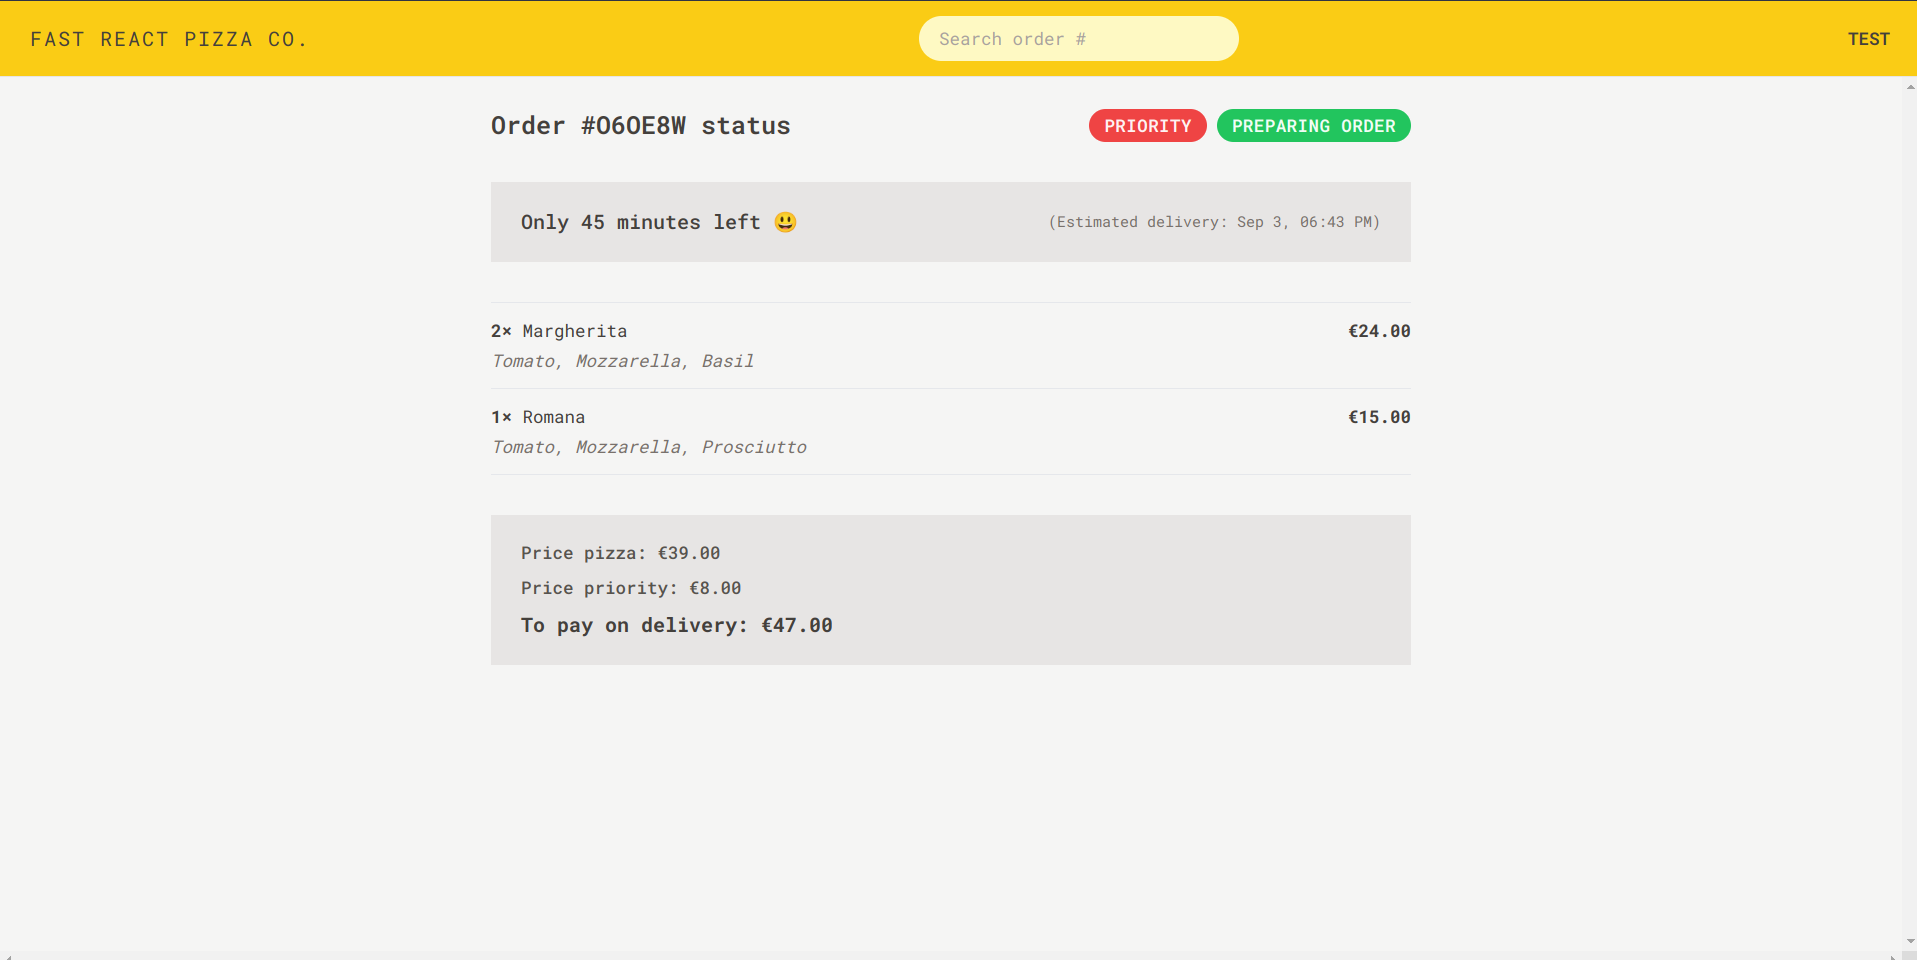 FAST REACT PIZZA CO.
Search order #
TEST
Order #O6OE8W status
PRIORITY
PREPARING ORDER
Only 45 minutes left 😃
(Estimated delivery: Sep 3, 06:43 PM)
2× Margherita
€24.00
Tomato, Mozzarella, Basil
1× Romana
€15.00
Tomato, Mozzarella, Prosciutto
Price pizza: €39.00
Price priority: €8.00
To pay on delivery: €47.00